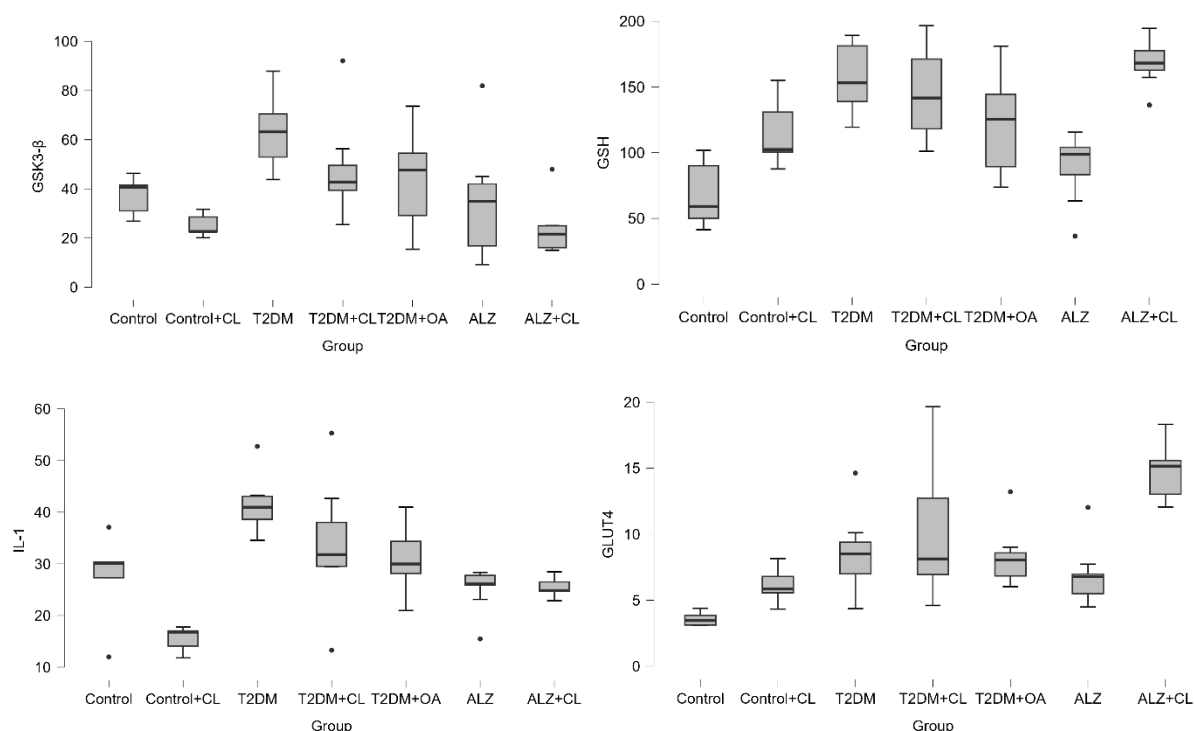 GSK3-β
100
80
60
40
20
0
Control Control+CL T2DM T2DM+CL T2DM+OA ALZ ALZ+CL
Group
GSH
200
150
100
50
0
Control Control+CL T2DM T2DM+CL T2DM+OA ALZ ALZ+CL
Group
IL-1
60
50
40
30
20
10
Control Control+CL T2DM T2DM+CL T2DM+OA ALZ ALZ+CL
Group
GLUT4
20
15
10
5
0
Control Control+CL T2DM T2DM+CL T2DM+OA ALZ ALZ+CL
Group